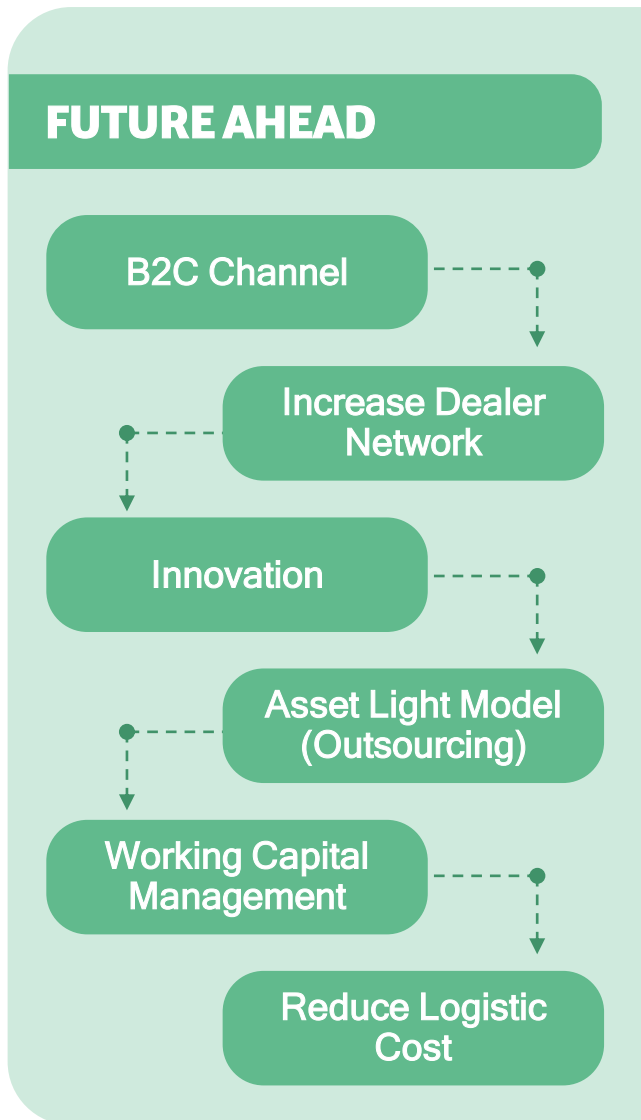 FUTURE AHEAD
B2C Channel
Increase Dealer
Network
Innovation
Asset Light Model
(Outsourcing)
Working Capital
Management
Reduce Logistic
Cost